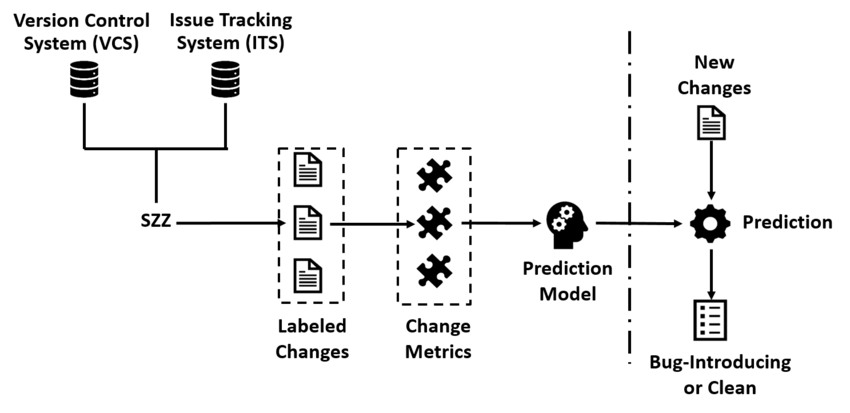 Version Control
System (VCS)
Issue Tracking
System (ITS)
SZZ
Labeled
Changes
Change
Metrics
Prediction
Model
New
Changes
Prediction
Bug-Introducing
or Clean